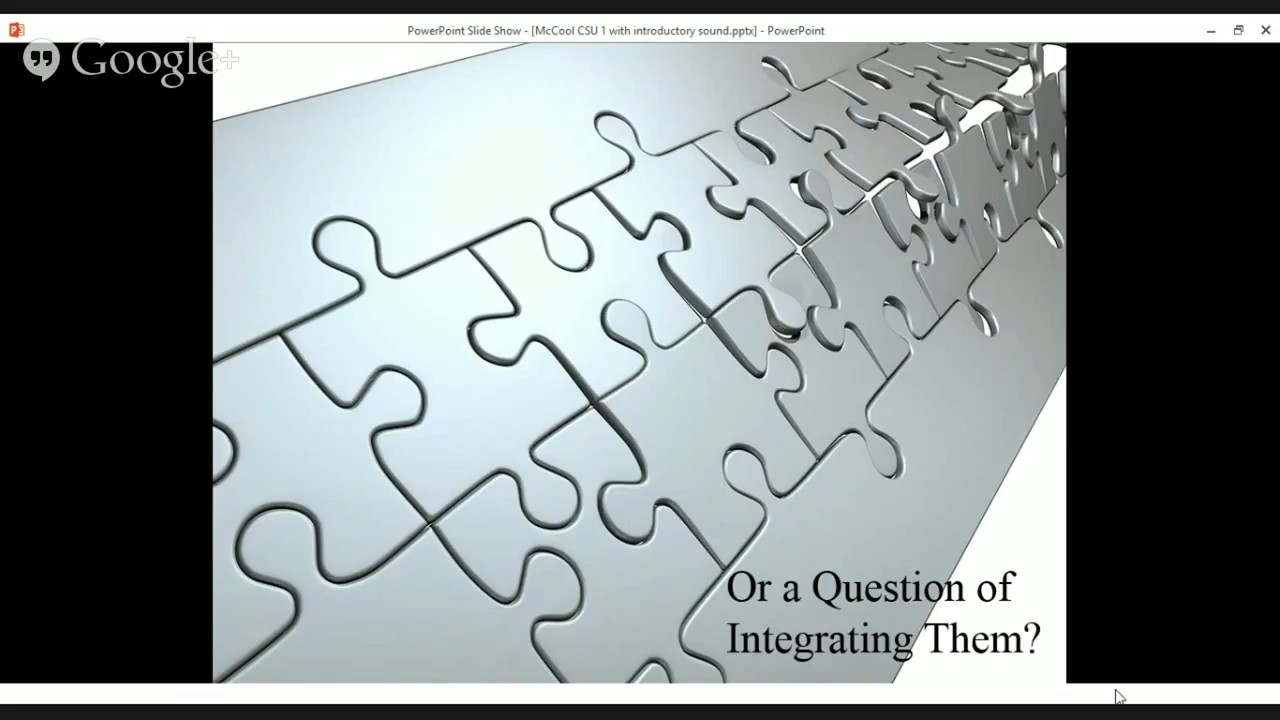 PowerPoint Slide Show - [McCool CSU 1 with introductory sound.pptx] - PowerPoint
Google+
Or a Question of
Integrating Them?